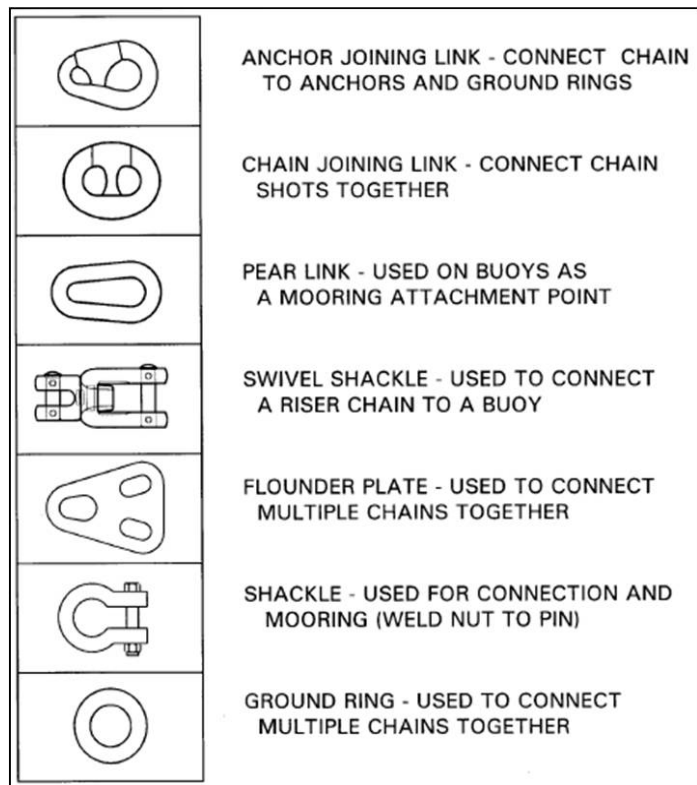 ANCHOR JOINING LINK - CONNECT CHAIN
TO ANCHORS AND GROUND RINGS
CHAIN JOINING LINK - CONNECT CHAIN
SHOTS TOGETHER
PEAR LINK - USED ON BUOYS AS
A MOORING ATTACHMENT POINT
SWIVEL SHACKLE - USED TO CONNECT
A RISER CHAIN TO A BUOY
FLOUNDER PLATE - USED TO CONNECT
MULTIPLE CHAINS TOGETHER
SHACKLE - USED FOR CONNECTION AND
MOORING (WELD NUT TO PIN)
GROUND RING - USED TO CONNECT
MULTIPLE CHAINS TOGETHER